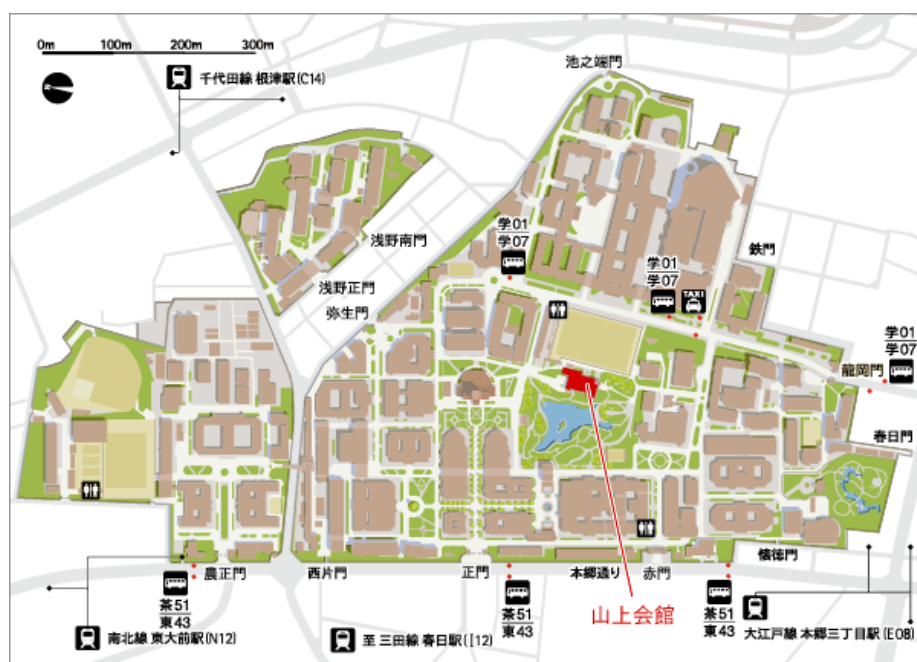 0m 100m 200m 300m
千代田線 根津駅(C14)
池之端門
浅野南門
浅野正門
弥生門
学01
学07
学01
学07
TAXI
鉄門
学01
学07
龍岡門
春日門
懐徳門
農正門
西片門
正門
本郷通り
赤門
茶51
東43
茶51
東43
茶51
東43
山上会館
南北線 東大前駅(N12)
至 三田線 春日駅(I12)
大江戸線 本郷三丁目駅(E08)